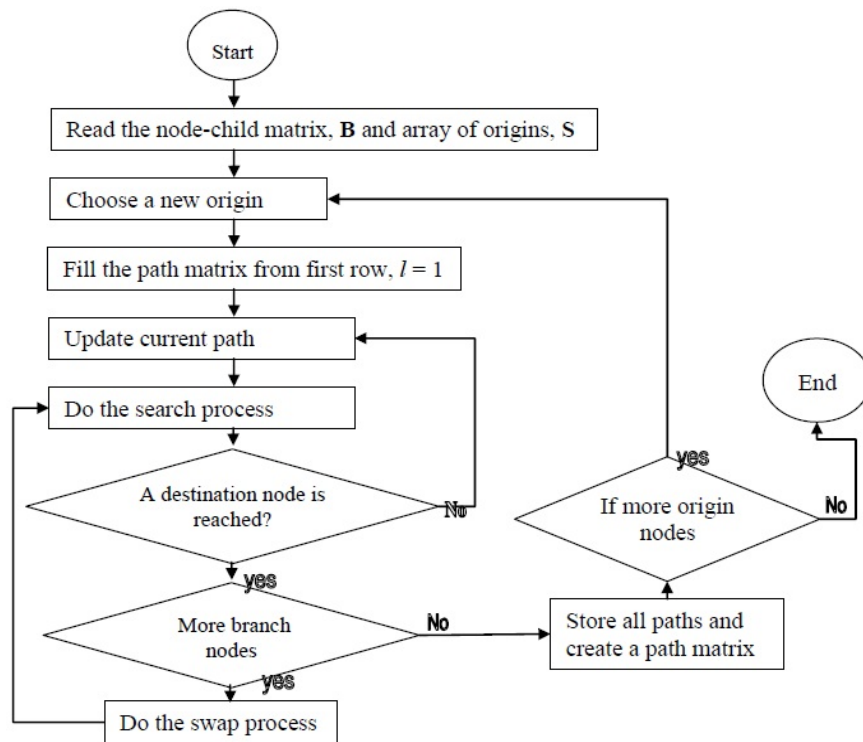 Start
Read the node-child matrix, B and array of origins, S
Choose a new origin
Fill the path matrix from first row, l = 1
Update current path
Do the search process
End
A destination node is
reached?
No
yes
If more origin
nodes
yes
No
More branch
nodes
No
yes
Store all paths and
create a path matrix
Do the swap process